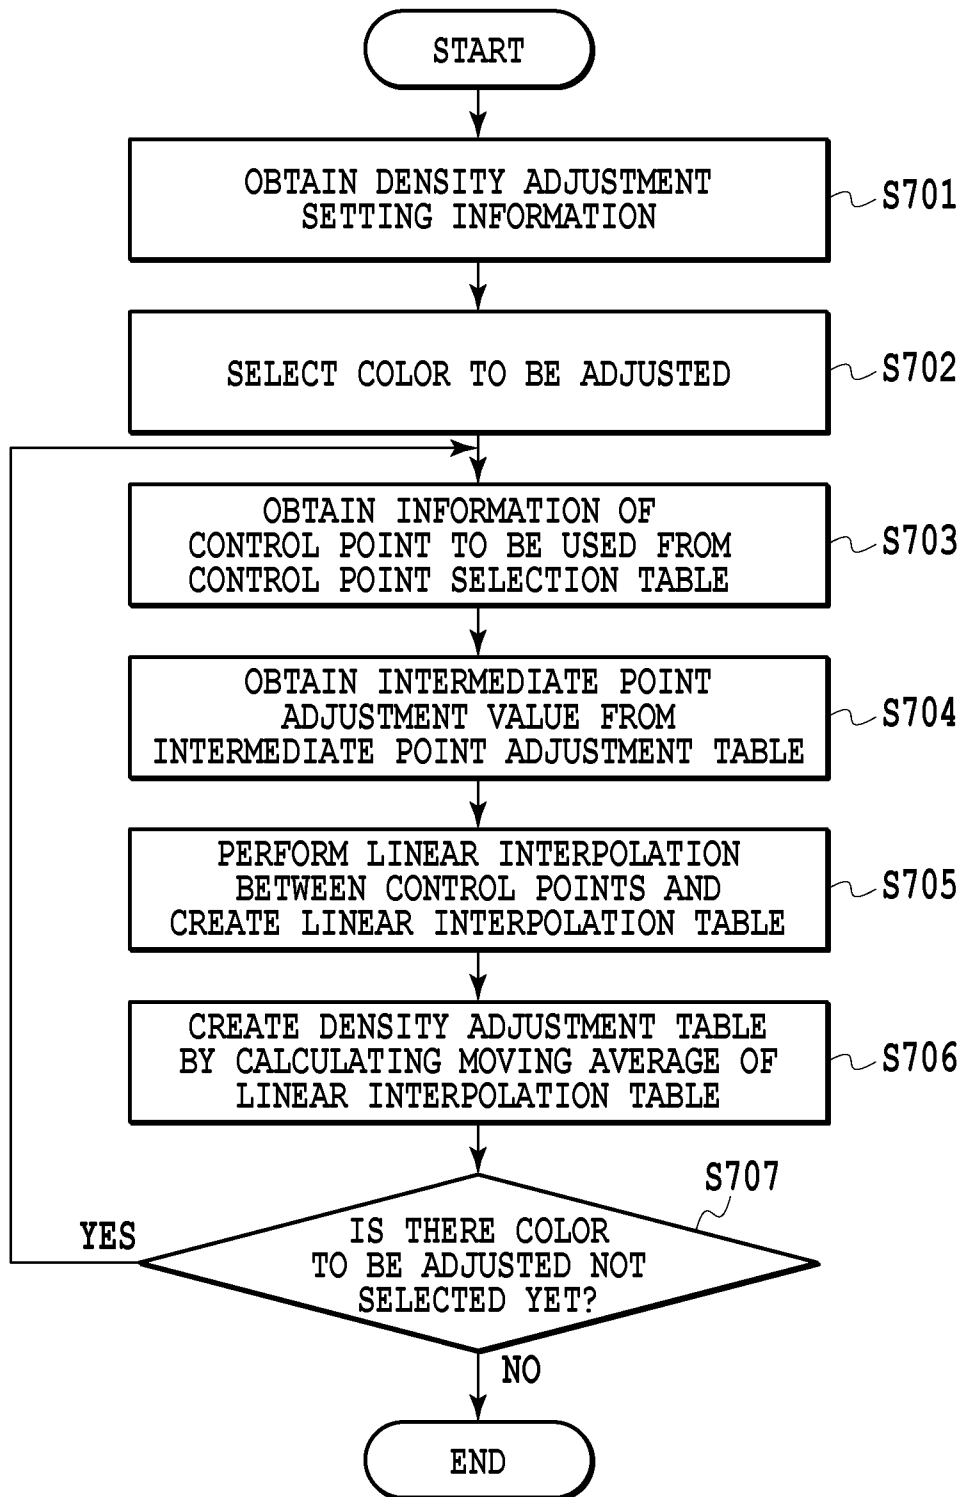 START
OBTAIN DENSITY ADJUSTMENT
SETTING INFORMATION
S701
SELECT COLOR TO BE ADJUSTED
S702
OBTAIN INFORMATION OF
CONTROL POINT TO BE USED FROM
CONTROL POINT SELECTION TABLE
S703
OBTAIN INTERMEDIATE POINT
ADJUSTMENT VALUE FROM
INTERMEDIATE POINT ADJUSTMENT TABLE
S704
PERFORM LINEAR INTERPOLATION
BETWEEN CONTROL POINTS AND
CREATE LINEAR INTERPOLATION TABLE
S705
CREATE DENSITY ADJUSTMENT TABLE
BY CALCULATING MOVING AVERAGE OF
LINEAR INTERPOLATION TABLE
S706
S707
IS THERE COLOR
TO BE ADJUSTED NOT
SELECTED YET?
YES
NO
END